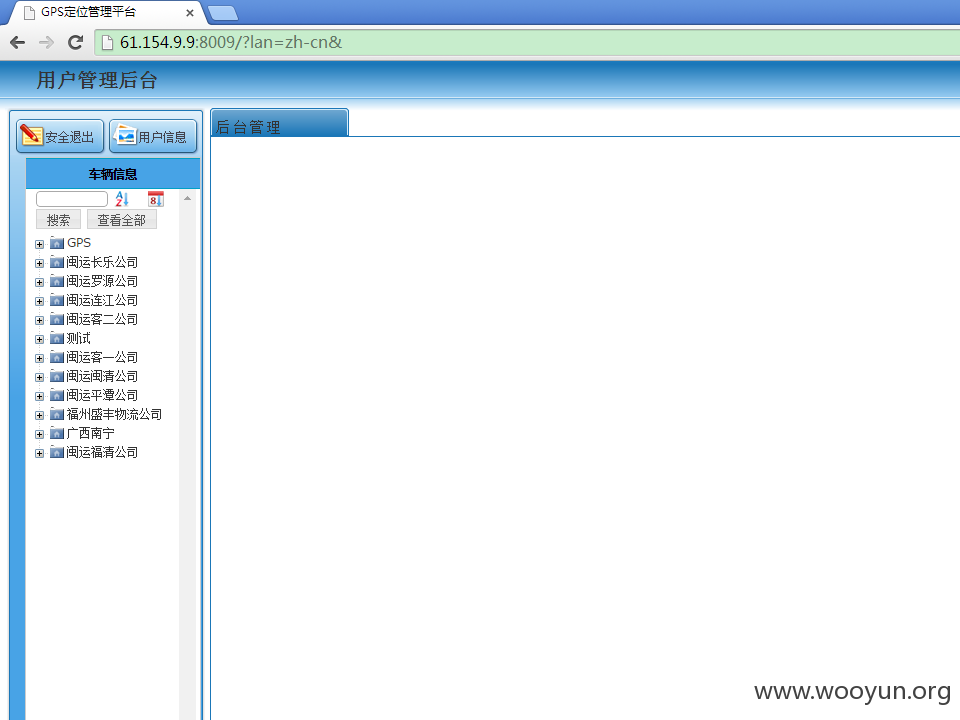 GPS定位管理平台
61.154.9.9:8009/?lan=zh-cn&
用户管理后台
安全退出 用户信息
后台管理
车辆信息
搜索 查看全部
GPS
闽运长乐公司
闽运罗源公司
闽运连江公司
闽运客二公司
测试
闽运客一公司
闽运闽清公司
闽运平潭公司
福州盛丰物流公司
广西南宁
闽运福清公司
www.wooyun.org